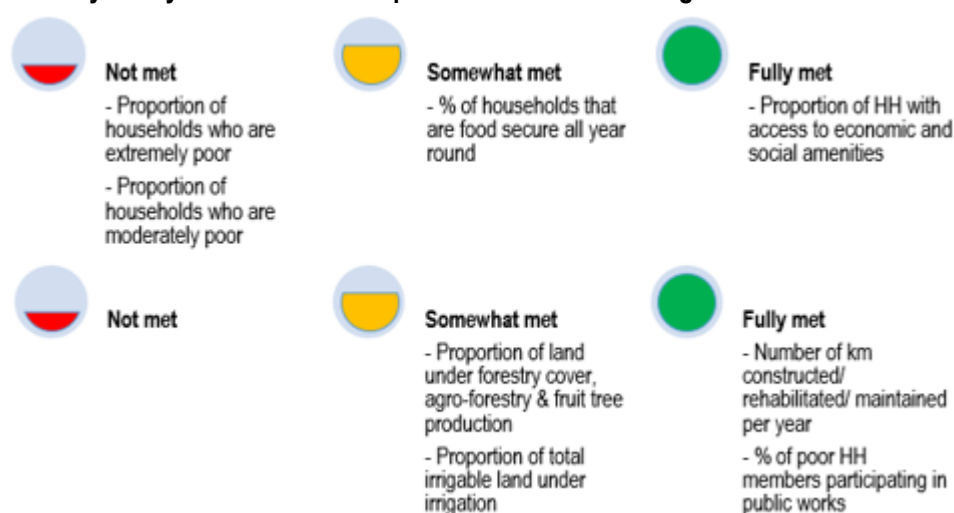 Not met
- Proportion of
households who are
extremely poor
- Proportion of
households who are
moderately poor
Somewhat met
- % of households that
are food secure all year
round
Fully met
- Proportion of HH with
access to economic and
social amenities
Not met
Somewhat met
- Proportion of land
under forestry cover,
agro-forestry & fruit tree
production
- Proportion of total
irrigable land under
irrigation
Fully met
- Number of km
constructed/
rehabilitated/ maintained
per year
- % of poor HH
members participating in
public works